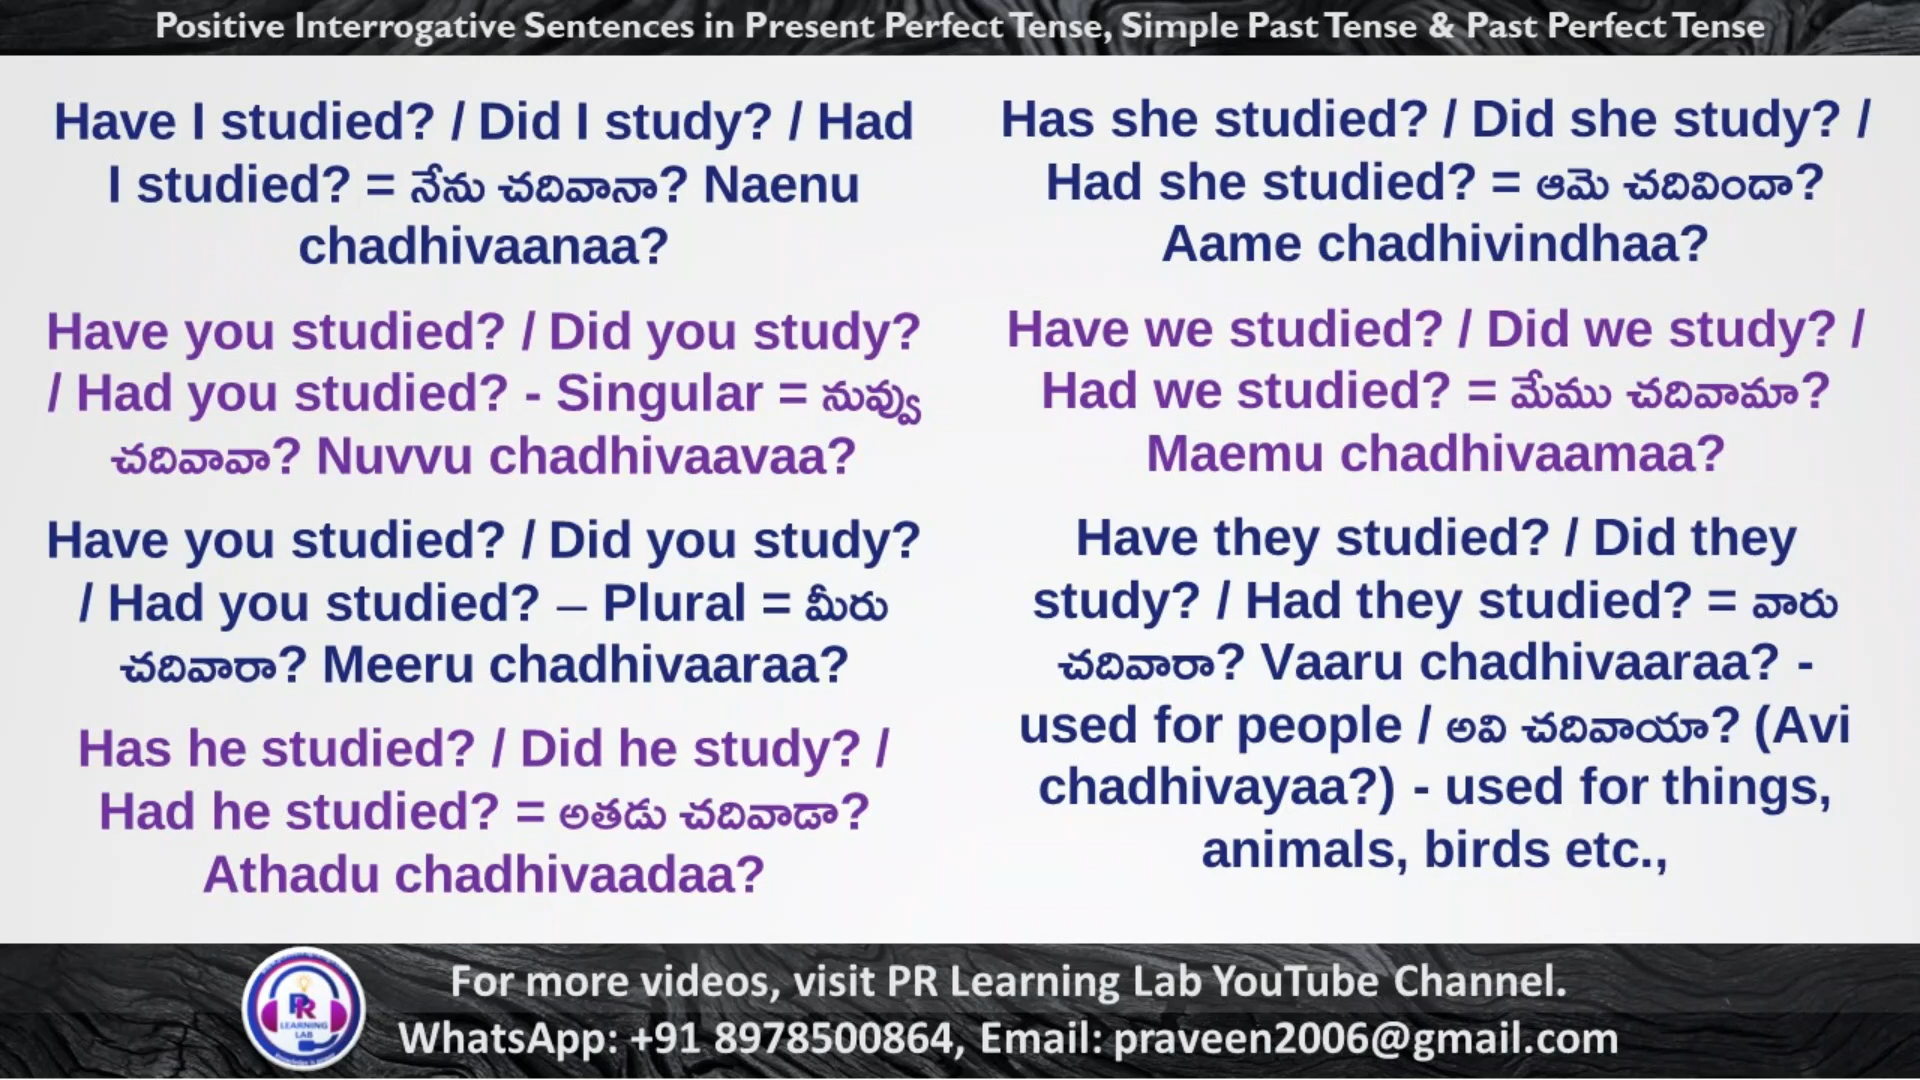 Positive Interrogative Sentences in Present Perfect Tense, Simple Past Tense & Past Perfect Tense
Have I studied? / Did I study? / Had
I studied? = నేను చదివానా? Naenu
chadhivaanaa?
Have you studied? / Did you study?
/ Had you studied? - Singular = నువ్వు
చదివావా? Nuvvu chadhivaavaa?
Have you studied? / Did you study?
/ Had you studied? – Plural = మీరు
చదివారా? Meeru chadhivaaraa?
Has he studied? / Did he study? /
Had he studied? = అతడు చదివాడా?
Athadu chadhivaadaa?
Has she studied? / Did she study? /
Had she studied? = ఆమె చదివిందా?
Aame chadhivindhaa?
Have we studied? / Did we study? /
Had we studied? = మేము చదివామా?
Maemu chadhivaamaa?
Have they studied? / Did they
study? / Had they studied? = వారు
చదివారా? Vaaru chadhivaaraa? -
used for people / అవి చదివాయా? (Avi
chadhivayaa?) - used for things,
animals, birds etc.,
PR
LEARNING
LAB
For more videos, visit PR Learning Lab YouTube Channel.
WhatsApp: +91 8978500864, Email: praveen2006@gmail.com